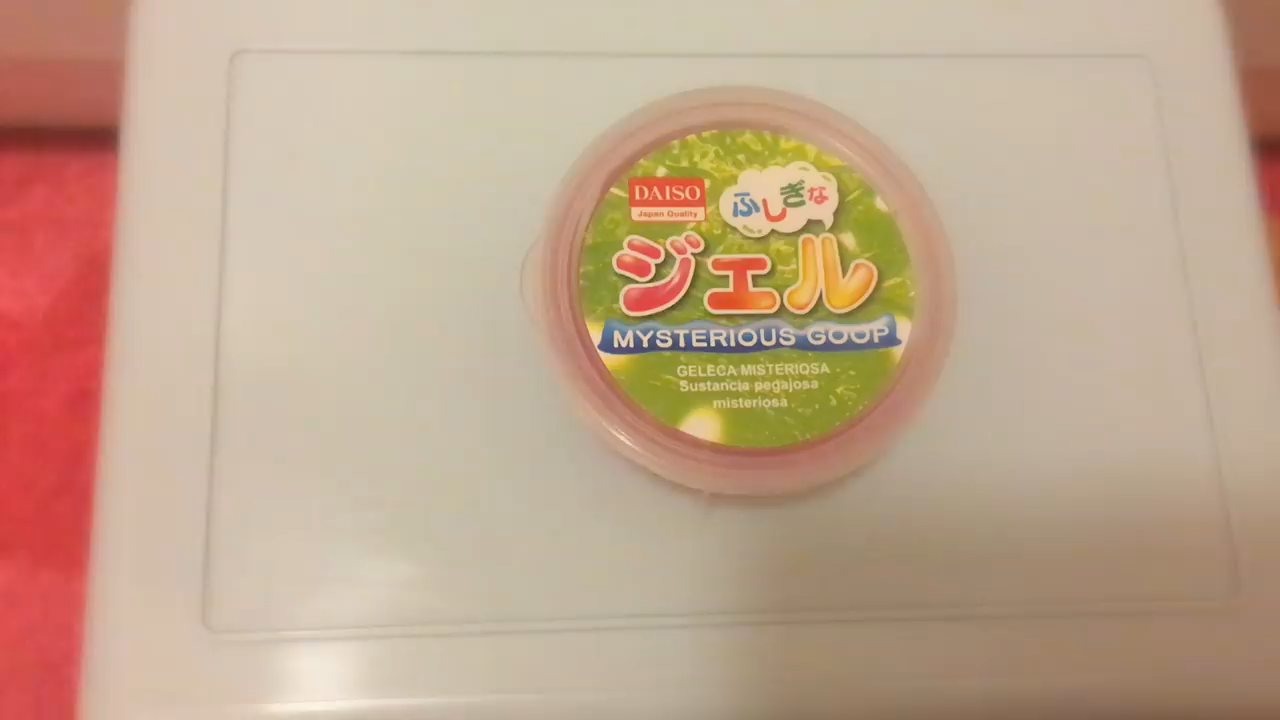 DAISO
Japan Quality
ふしぎな
ジェル
MYSTERIOUS GOOP
GELECA MISTERIOSA
Sustancia pegajosa
misteriosa